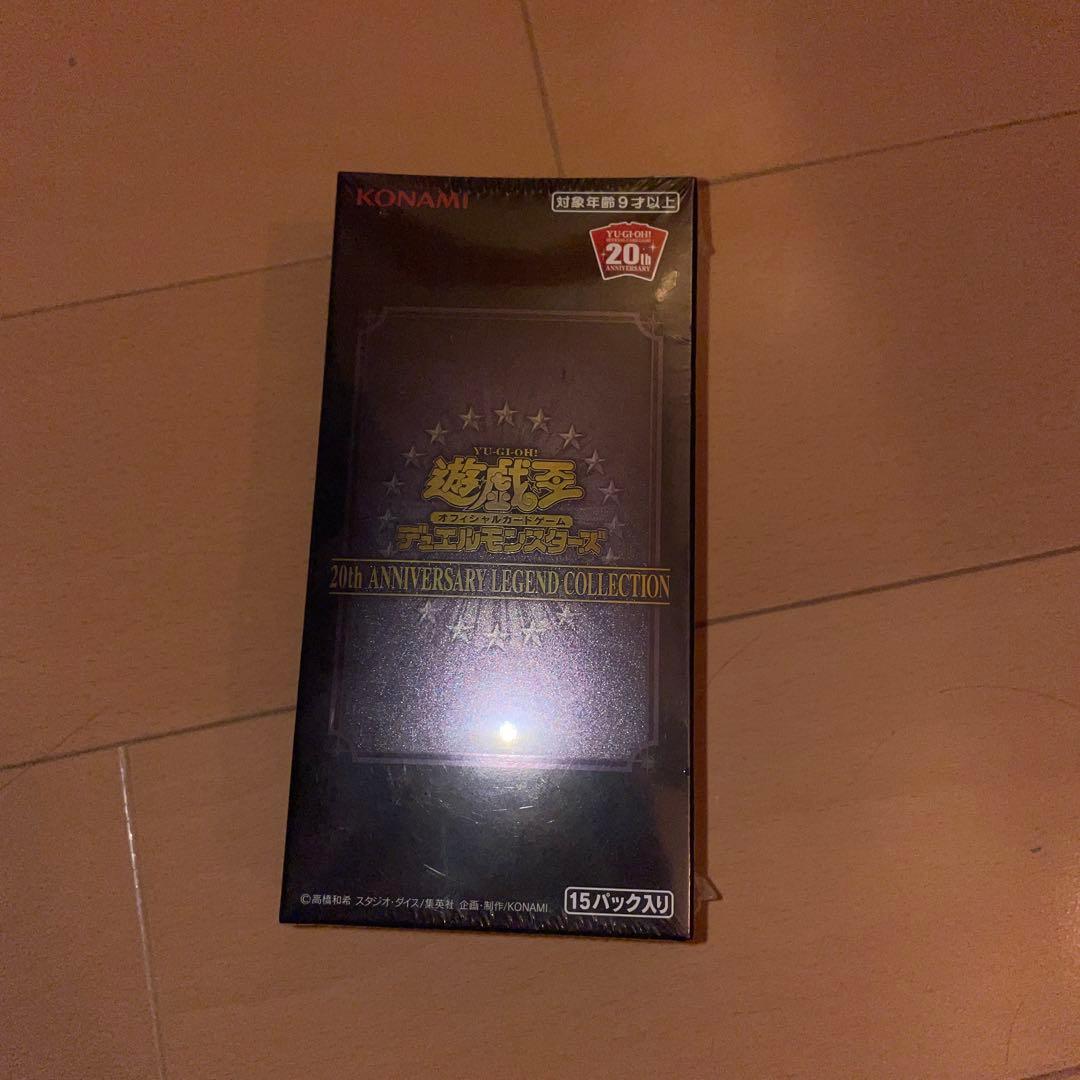 KONAMI
対象年齢9才以上
YU-GI-OH!
20th
ANNIVERSARY
YU-GI-OH!
遊戯王
オフィシャルカードゲーム
デュエルモンスターズ
20th ANNIVERSARY LEGEND COLLECTION
©高橋和希 スタジオ・ダイス/集英社 企画・制作/KONAMI
15パック入り